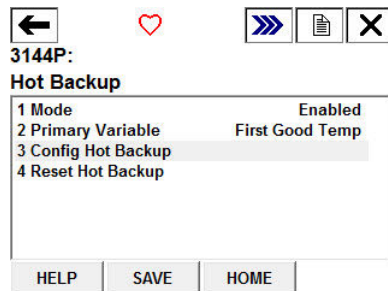 3144P:
Hot Backup
1 Mode Enabled
2 Primary Variable First Good Temp
3 Config Hot Backup
4 Reset Hot Backup
HELP SAVE HOME